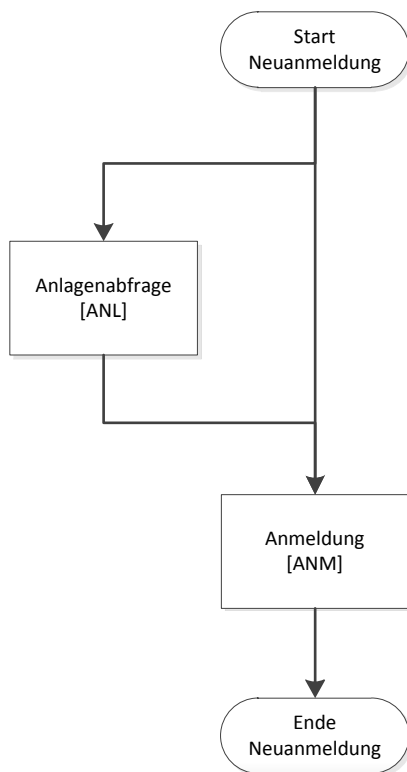 Start
Neuanmeldung
Anlagenabfrage
[ANL]
Anmeldung
[ANM]
Ende
Neuanmeldung